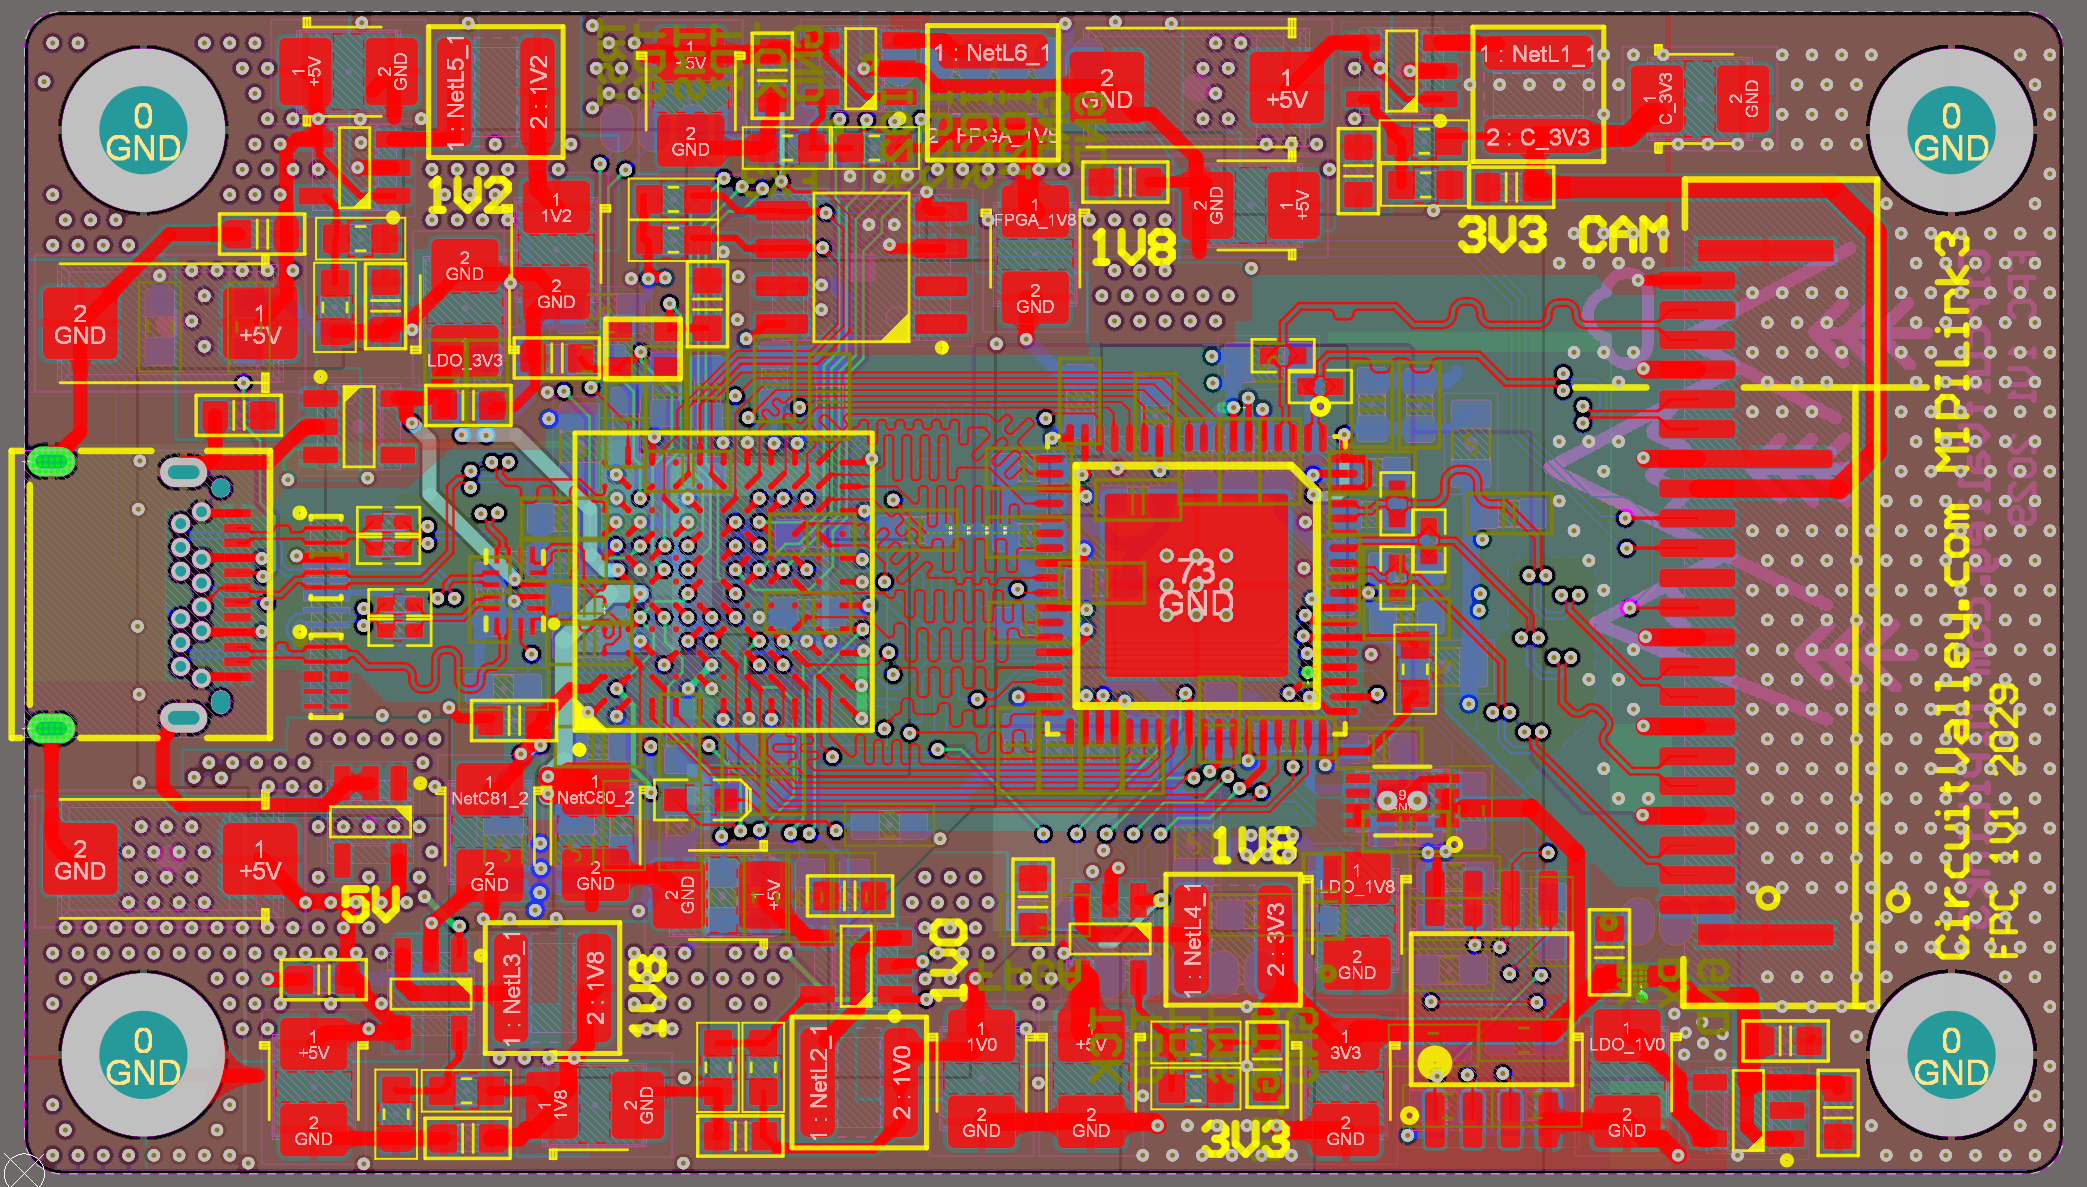 0
GND
1
+5V
2
GND
1 : NetL5_1
2 : 1V2
1
+5V
2
GND
1 : NetL6_1
2
GND
1
+5V
1 : NetL1_1
2 : C_3V3
1
C_3V3
2
GND
0
GND
1V2
1
1V2
2
GND
1
FPGA_1V8
2
GND
1V8
2
GND
1
+5V
3V3 CAM
2
GND
1
+5V
2
GND
LDO_3V3
73
GND
CircuitValley.com MIPILink3
FPC 1V1 2029
1
NetC81_2
2
GND
1
NetC80_2
2
GND
2
GND
1
+5V
5V
2
GND
1
+5V
1V8
1
LDO_1V8
2
GND
1 : NetL3_1
2 : 1V8
1V8
1V0
1 : NetL4_1
2 : 3V3
0
GND
1
+5V
2
GND
1
1V8
2
GND
1 : NetL2_1
2 : 1V0
1
1V0
2
GND
1
+5V
2
GND
3V3
1
3V3
2
GND
1
LDO_1V0
2
GND
0
GND